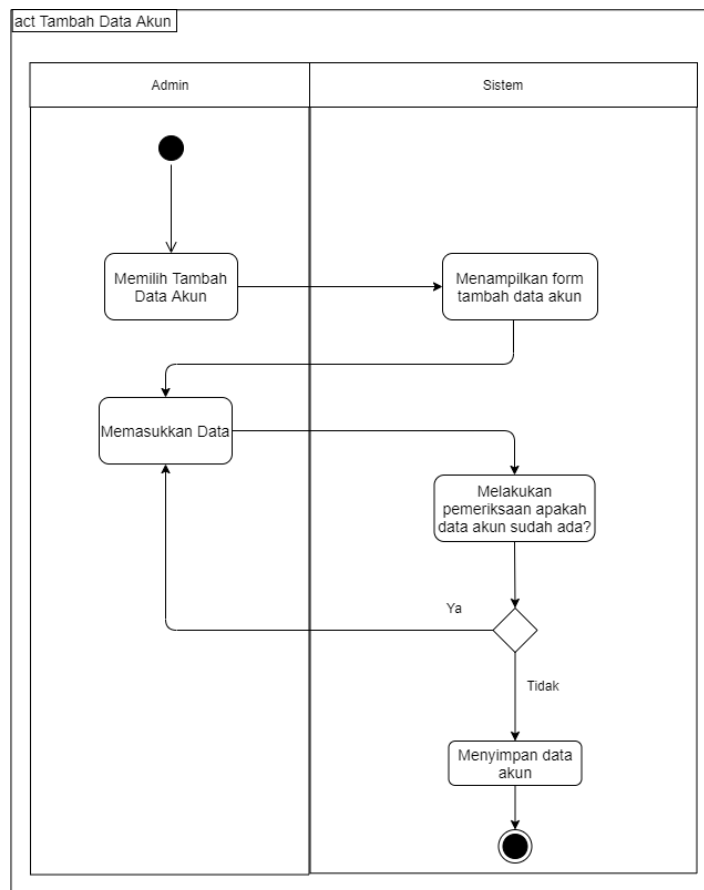 act Tambah Data Akun
Admin
Sistem
Memilih Tambah
Data Akun
Menampilkan form
tambah data akun
Memasukkan Data
Melakukan
pemeriksaan apakah
data akun sudah ada?
Ya
Tidak
Menyimpan data
akun